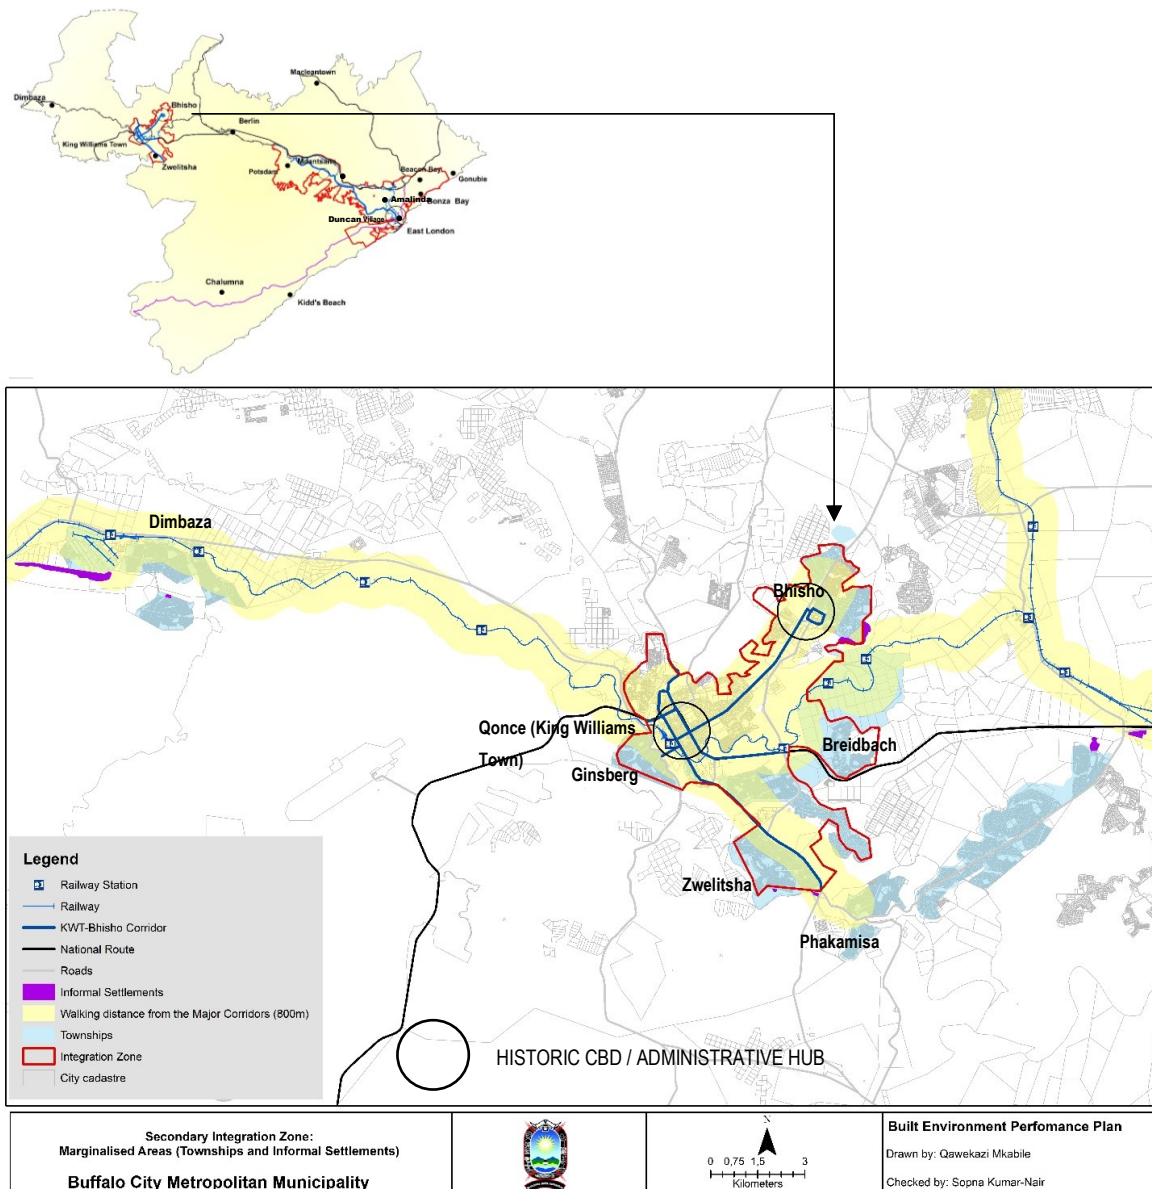 Macleantown
Dimbaza
Bhisho
Berlin
King Williams Town
Zwelitsha
Potsdam
Mdantsane
Beacon Bay
Gonubie
Amalinda
Bonza Bay
Duncan Village
East London
Chalumna
Kidd's Beach
Dimbaza
Bhisho
Qonce (King Williams
Town)
Breidbach
Ginsberg
Zwelitsha
Phakamisa
Legend
Railway Station
Railway
KWT-Bhisho Corridor
National Route
Roads
Informal Settlements
Walking distance from the Major Corridors (800m)
Townships
Integration Zone
City cadastre
HISTORIC CBD / ADMINISTRATIVE HUB
Secondary Integration Zone:
Marginalised Areas (Townships and Informal Settlements)
Buffalo City Metropolitan Municipality
N
0 0,75 1,5 3
Kilometers
Built Environment Perfomance Plan
Drawn by: Qawekazi Mkabile
Checked by: Sopna Kumar-Nair